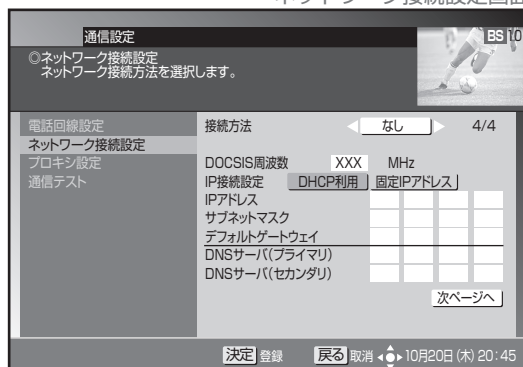 ネットワーク接続設定画面
通信設定
BS 10
◎ネットワーク接続設定
ネットワーク接続方法を選択します。
電話回線設定
ネットワーク接続設定
プロキシ設定
通信テスト
接続方法 なし 4/4
DOCSIS周波数 XXX MHz
IP接続設定 DHCP利用 固定IPアドレス
IPアドレス
サブネットマスク
デフォルトゲートウェイ
DNSサーバ(プライマリ)
DNSサーバ(セカンダリ)
次ページへ
決定 登録 戻る 取消 10月20日(木) 20:45